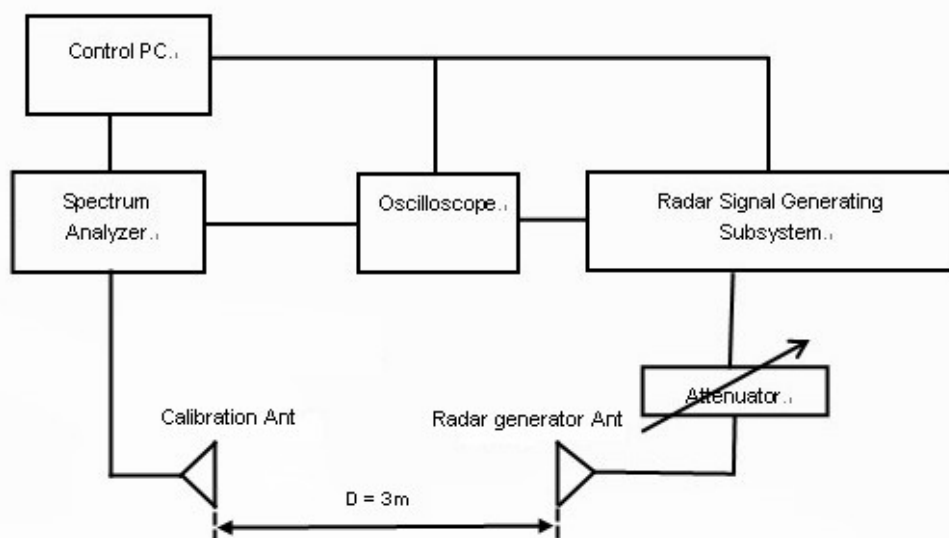 Control PC.
Spectrum
Analyzer.
Oscilloscope.
Radar Signal Generating
Subsystem.
Attenuator.
Calibration Ant
Radar generator Ant
D = 3m